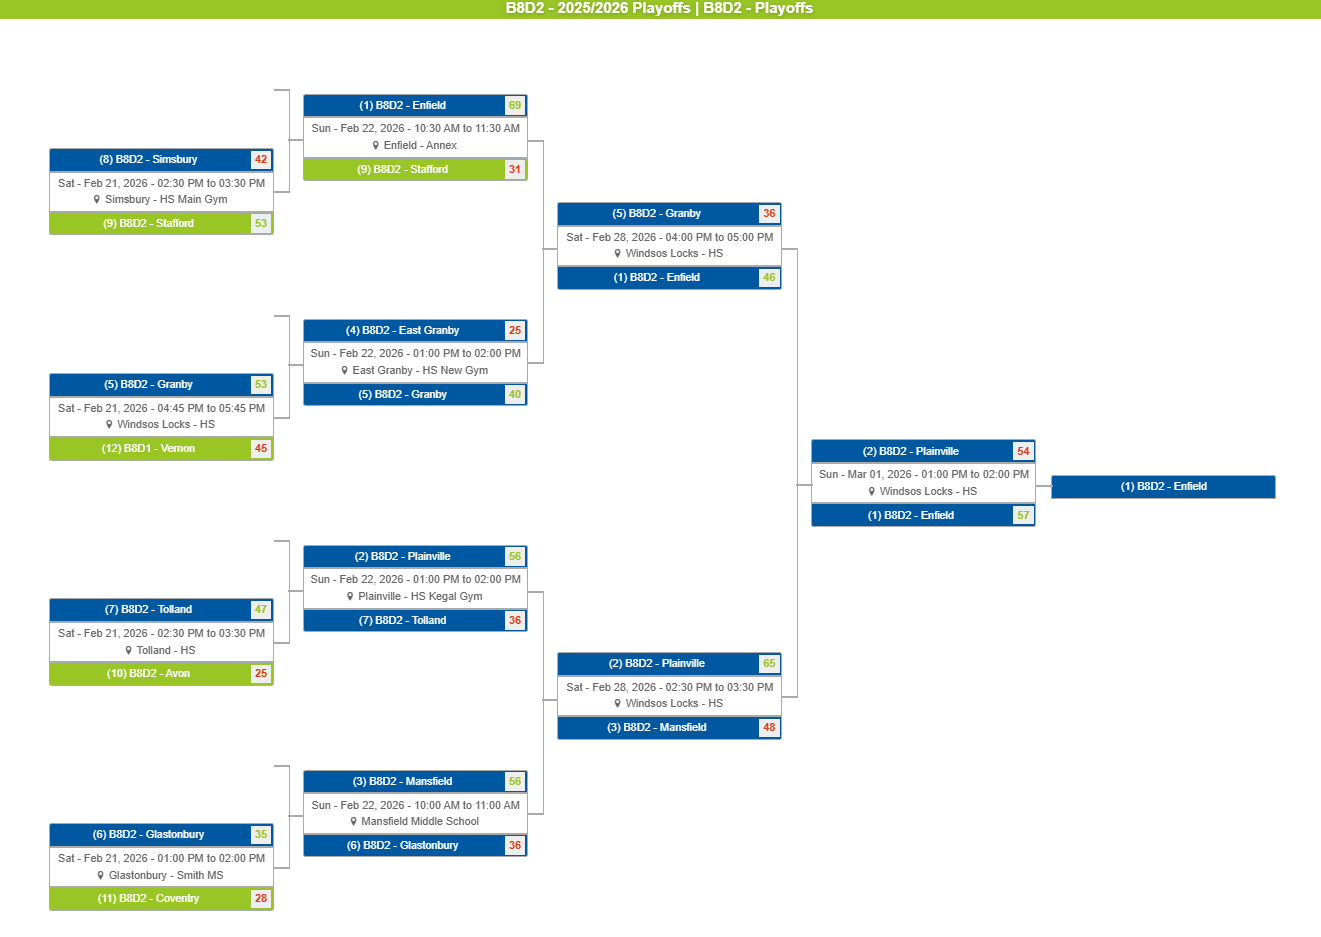 B8D2 - 2025/2026 Playoffs | B8D2 - Playoffs
(8) B8D2 - Simsbury 42
Sat - Feb 21, 2026 - 02:30 PM to 03:30 PM
Simsbury - HS Main Gym
(9) B8D2 - Stafford 53
(5) B8D2 - Granby 53
Sat - Feb 21, 2026 - 04:45 PM to 05:45 PM
Windsos Locks - HS
(12) B8D1 - Vernon 45
(7) B8D2 - Tolland 47
Sat - Feb 21, 2026 - 02:30 PM to 03:30 PM
Tolland - HS
(10) B8D2 - Avon 25
(6) B8D2 - Glastonbury 35
Sat - Feb 21, 2026 - 01:00 PM to 02:00 PM
Glastonbury - Smith MS
(11) B8D2 - Coventry 28
(1) B8D2 - Enfield 69
Sun - Feb 22, 2026 - 10:30 AM to 11:30 AM
Enfield - Annex
(9) B8D2 - Stafford 31
(4) B8D2 - East Granby 25
Sun - Feb 22, 2026 - 01:00 PM to 02:00 PM
East Granby - HS New Gym
(5) B8D2 - Granby 40
(2) B8D2 - Plainville 56
Sun - Feb 22, 2026 - 01:00 PM to 02:00 PM
Plainville - HS Kegal Gym
(7) B8D2 - Tolland 36
(3) B8D2 - Mansfield 56
Sun - Feb 22, 2026 - 10:00 AM to 11:00 AM
Mansfield Middle School
(6) B8D2 - Glastonbury 36
(5) B8D2 - Granby 36
Sat - Feb 28, 2026 - 04:00 PM to 05:00 PM
Windsos Locks - HS
(1) B8D2 - Enfield 46
(2) B8D2 - Plainville 65
Sat - Feb 28, 2026 - 02:30 PM to 03:30 PM
Windsos Locks - HS
(3) B8D2 - Mansfield 48
(2) B8D2 - Plainville 54
Sun - Mar 01, 2026 - 01:00 PM to 02:00 PM
Windsos Locks - HS
(1) B8D2 - Enfield 57
(1) B8D2 - Enfield